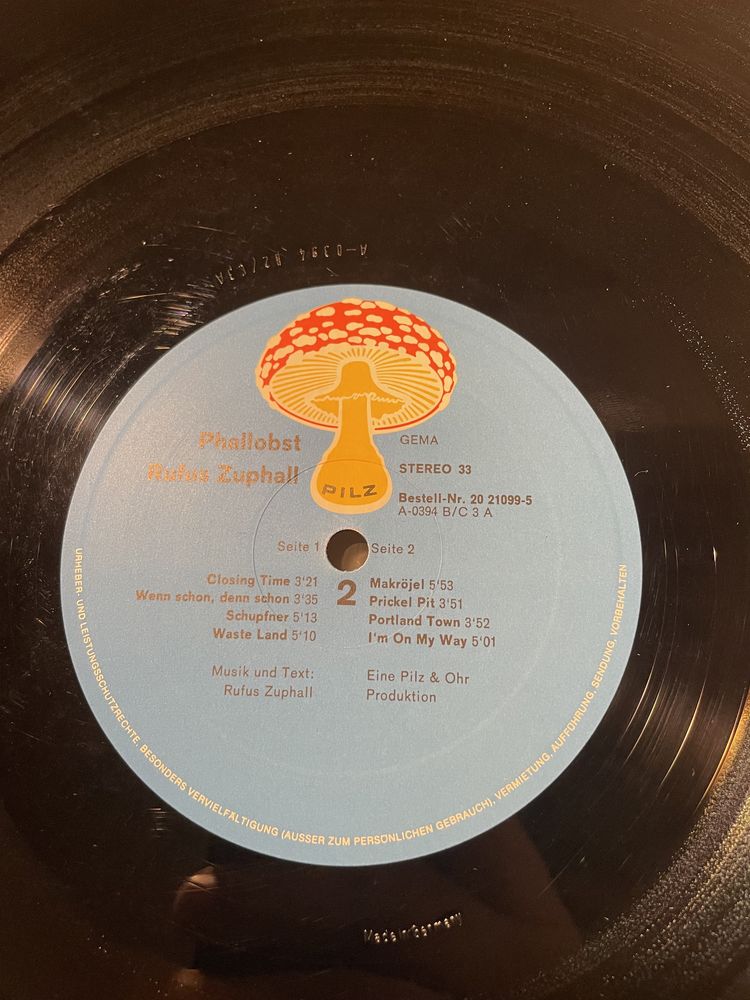 A-0394 B2/C3A
Phallobst
Rufus Zuphall
PILZ
GEMA
STEREO 33
Bestell-Nr. 20 21099-5
A-0394 B/C 3 A
Seite 1
Closing Time 3'21
Wenn schon, denn schon 3'35
Schupfner 5'13
Waste Land 5'10
2
Seite 2
Makröjel 5'53
Prickel Pit 3'51
Portland Town 3'52
I'm On My Way 5'01
Musik und Text:
Rufus Zuphall
Eine Pilz & Ohr
Produktion
URHEBER- UND LEISTUNGSSCHUTZRECHTE, BESONDERS VERVIELFÄLTIGUNG (AUSSER ZUM PERSÖNLICHEN GEBRAUCH), VERMIETUNG, AUFFÜHRUNG, SENDUNG, VORBEHALTEN
Made in Germany